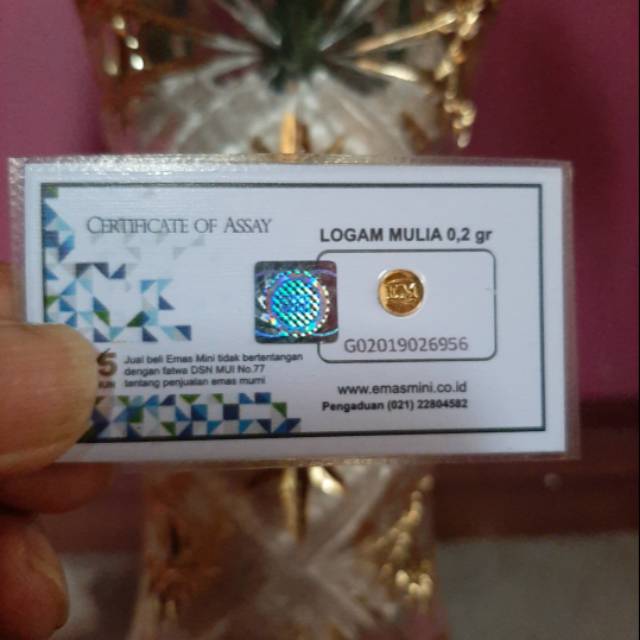 CERTIFICATE OF ASSAY
LOGAM MULIA 0,2 gr
G02019026956
Jual beli Emas Mini tidak bertentangan
dengan fatwa DSN MUI No.77
tentang penjualan emas murni
www.emasmini.co.id
Pengaduan (021) 22804582